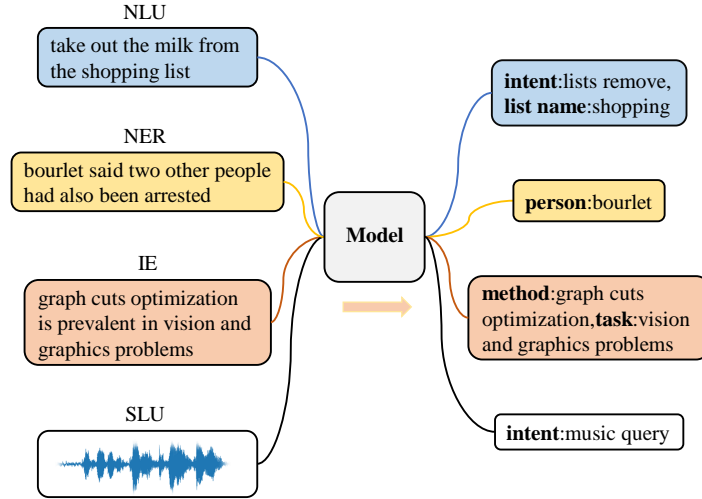 NLU
take out the milk from
the shopping list
NER
bourlet said two other people
had also been arrested
IE
graph cuts optimization
is prevalent in vision and
graphics problems
SLU
Model
intent:lists remove,
list name:shopping
person:bourlet
method:graph cuts
optimization,task:vision
and graphics problems
intent:music query